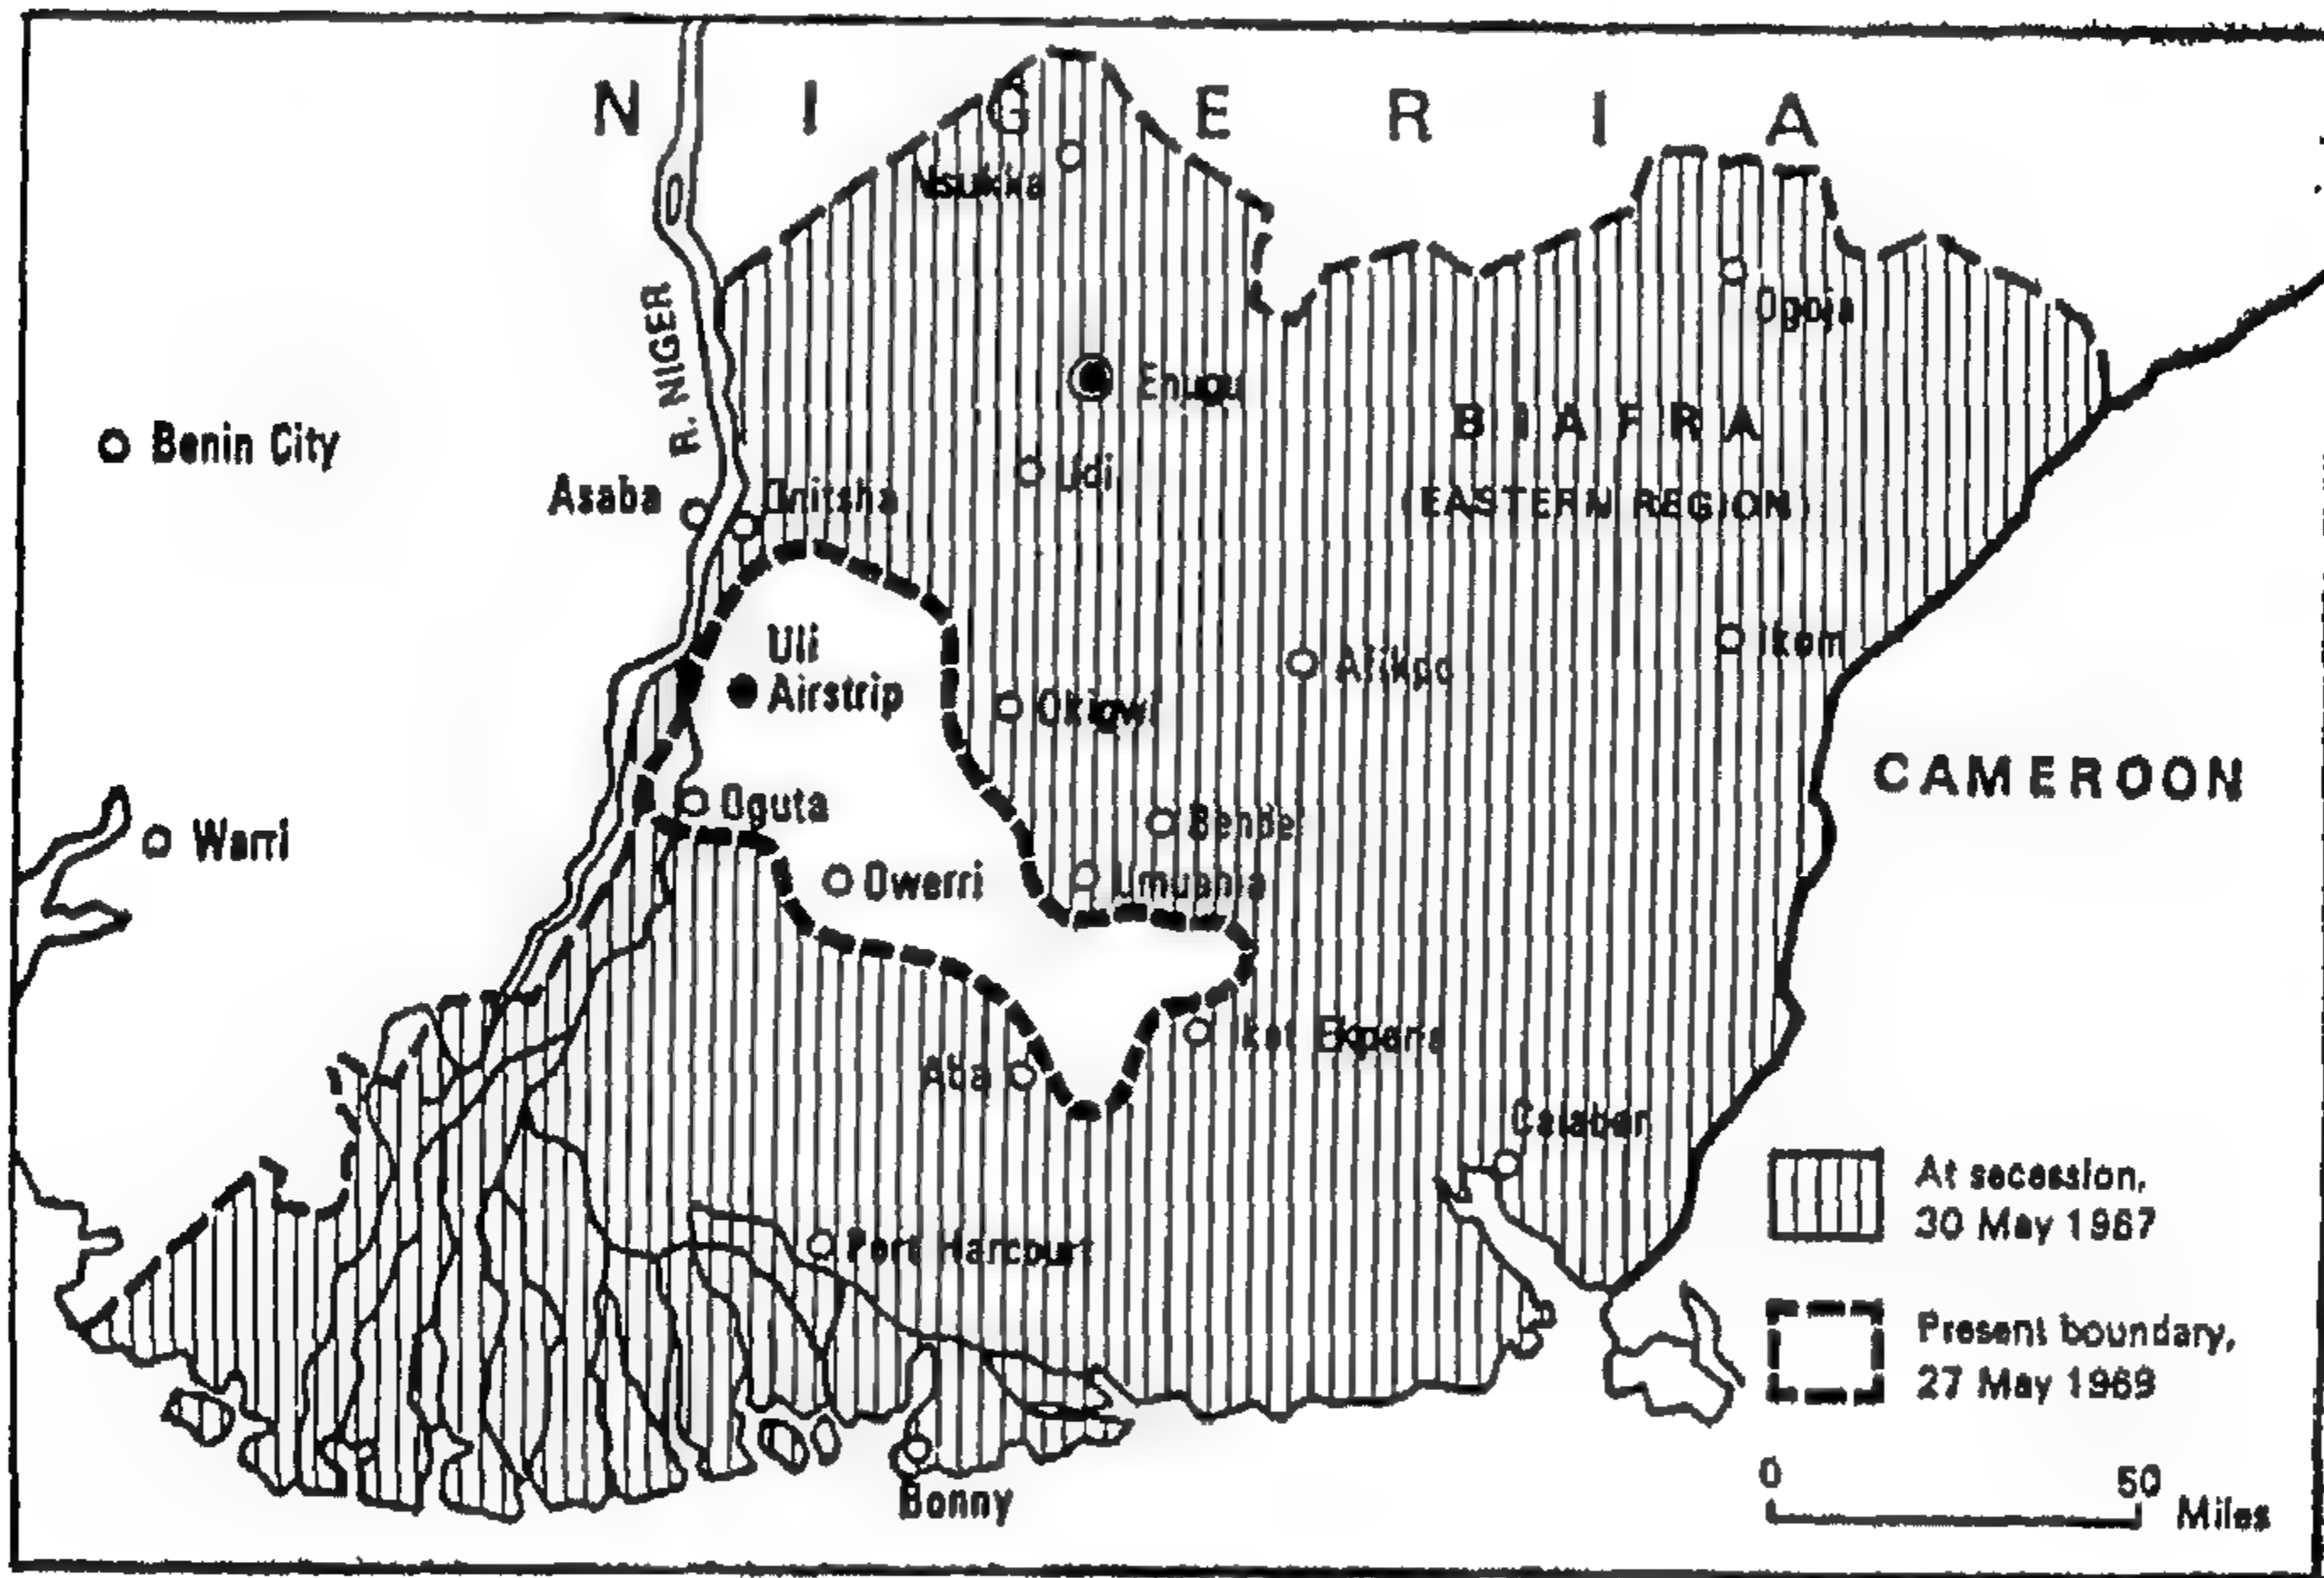 N I G E R I A
Nsukka
Ogoja
R. NIGER
Enugu
BIAFRA
(EASTERN REGION)
Benin City
Udi
Asaba
Onitsha
Uli
Airstrip
Afikpo
Ikom
Okigwi
CAMEROON
Oguta
Bende
Warri
Owerri
Umuahia
Ikot Ekpene
Aba
Calabar
At secession,
30 May 1967
Port Harcourt
Present boundary,
27 May 1969
Bonny
0 50
Miles